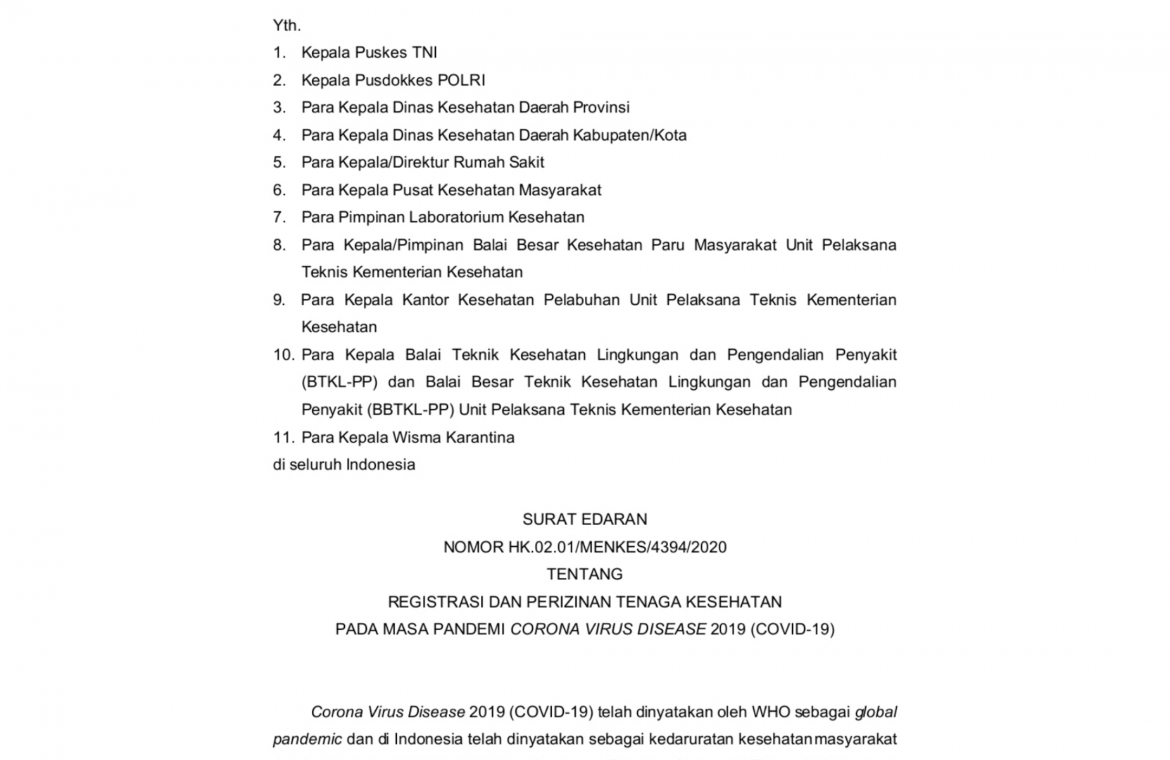 Yth.
1. Kepala Puskes TNI
2. Kepala Pusdokkes POLRI
3. Para Kepala Dinas Kesehatan Daerah Provinsi
4. Para Kepala Dinas Kesehatan Daerah Kabupaten/Kota
5. Para Kepala/Direktur Rumah Sakit
6. Para Kepala Pusat Kesehatan Masyarakat
7. Para Pimpinan Laboratorium Kesehatan
8. Para Kepala/Pimpinan Balai Besar Kesehatan Paru Masyarakat Unit Pelaksana
Teknis Kementerian Kesehatan
9. Para Kepala Kantor Kesehatan Pelabuhan Unit Pelaksana Teknis Kementerian
Kesehatan
10. Para Kepala Balai Teknik Kesehatan Lingkungan dan Pengendalian Penyakit
(BTKL-PP) dan Balai Besar Teknik Kesehatan Lingkungan dan Pengendalian
Penyakit (BBTKL-PP) Unit Pelaksana Teknis Kementerian Kesehatan
11. Para Kepala Wisma Karantina
di seluruh Indonesia
SURAT EDARAN
NOMOR HK.02.01/MENKES/4394/2020
TENTANG
REGISTRASI DAN PERIZINAN TENAGA KESEHATAN
PADA MASA PANDEMI CORONA VIRUS DISEASE 2019 (COVID-19)
Corona Virus Disease 2019 (COVID-19) telah dinyatakan oleh WHO sebagai global
pandemic dan di Indonesia telah dinyatakan sebagai kedaruratan kesehatan masyarakat